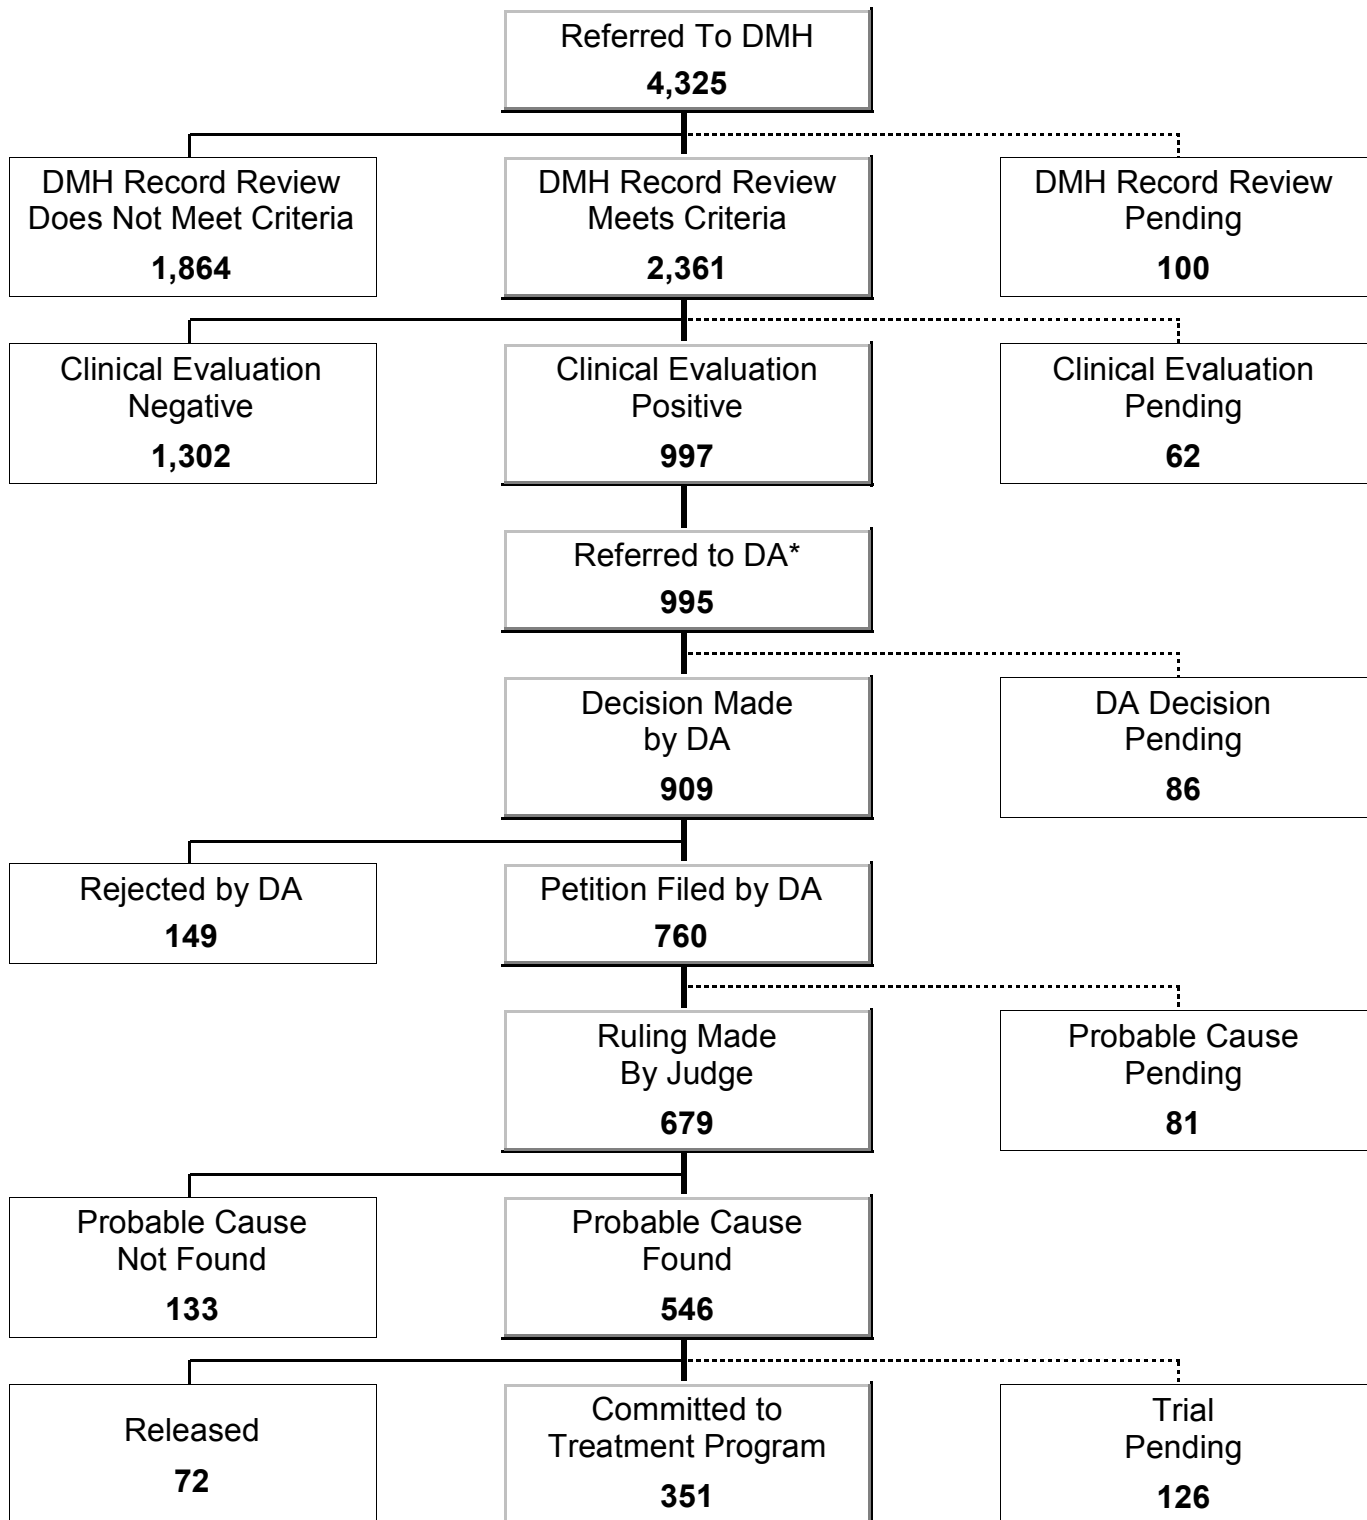 Referred To DMH
4,325
DMH Record Review
Does Not Meet Criteria
1,864
DMH Record Review
Meets Criteria
2,361
DMH Record Review
Pending
100
Clinical Evaluation
Negative
1,302
Clinical Evaluation
Positive
997
Clinical Evaluation
Pending
62
Referred to DA*
995
Decision Made
by DA
909
DA Decision
Pending
86
Rejected by DA
149
Petition Filed by DA
760
Ruling Made
By Judge
679
Probable Cause
Pending
81
Probable Cause
Not Found
133
Probable Cause
Found
546
Released
72
Committed to
Treatment Program
351
Trial
Pending
126